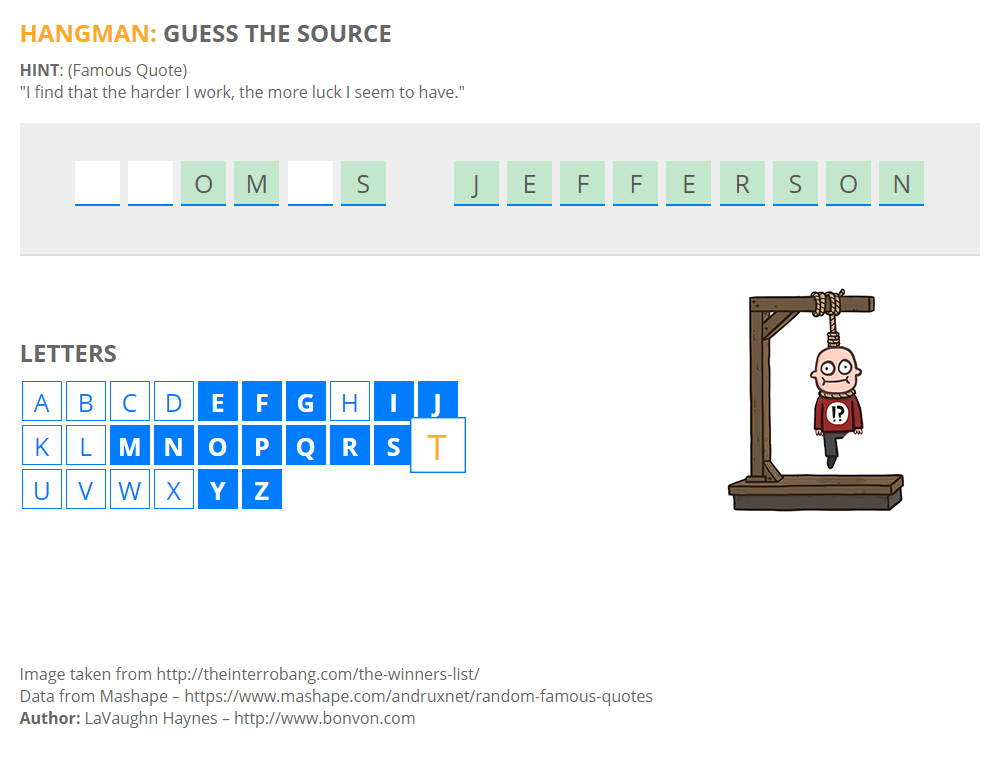 HANGMAN: GUESS THE SOURCE
HINT: (Famous Quote)
"I find that the harder I work, the more luck I seem to have."
O M S J E F F E R S O N
!?
LETTERS
A B C D E F G H I J
K L M N O P Q R S T
U V W X Y Z
Image taken from http://theinterrobang.com/the-winners-list/
Data from Mashape – https://www.mashape.com/andruxnet/random-famous-quotes
Author: LaVaughn Haynes – http://www.bonvon.com